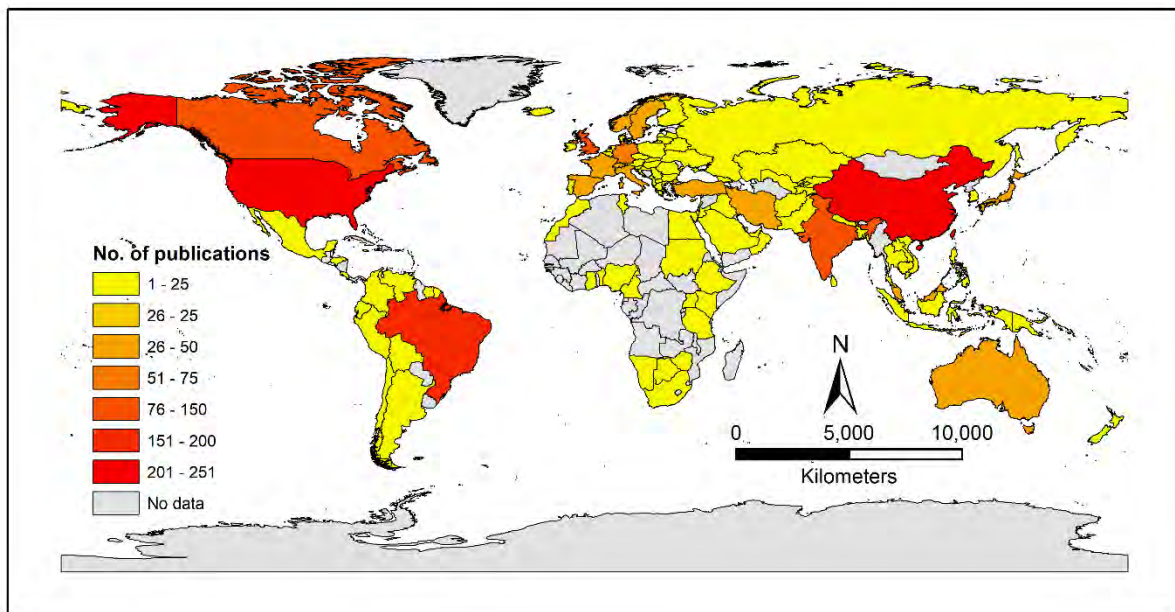 No. of publications
1 - 25
26 - 25
26 - 50
51 - 75
76 - 150
151 - 200
201 - 251
No data
N
0 5,000 10,000
Kilometers